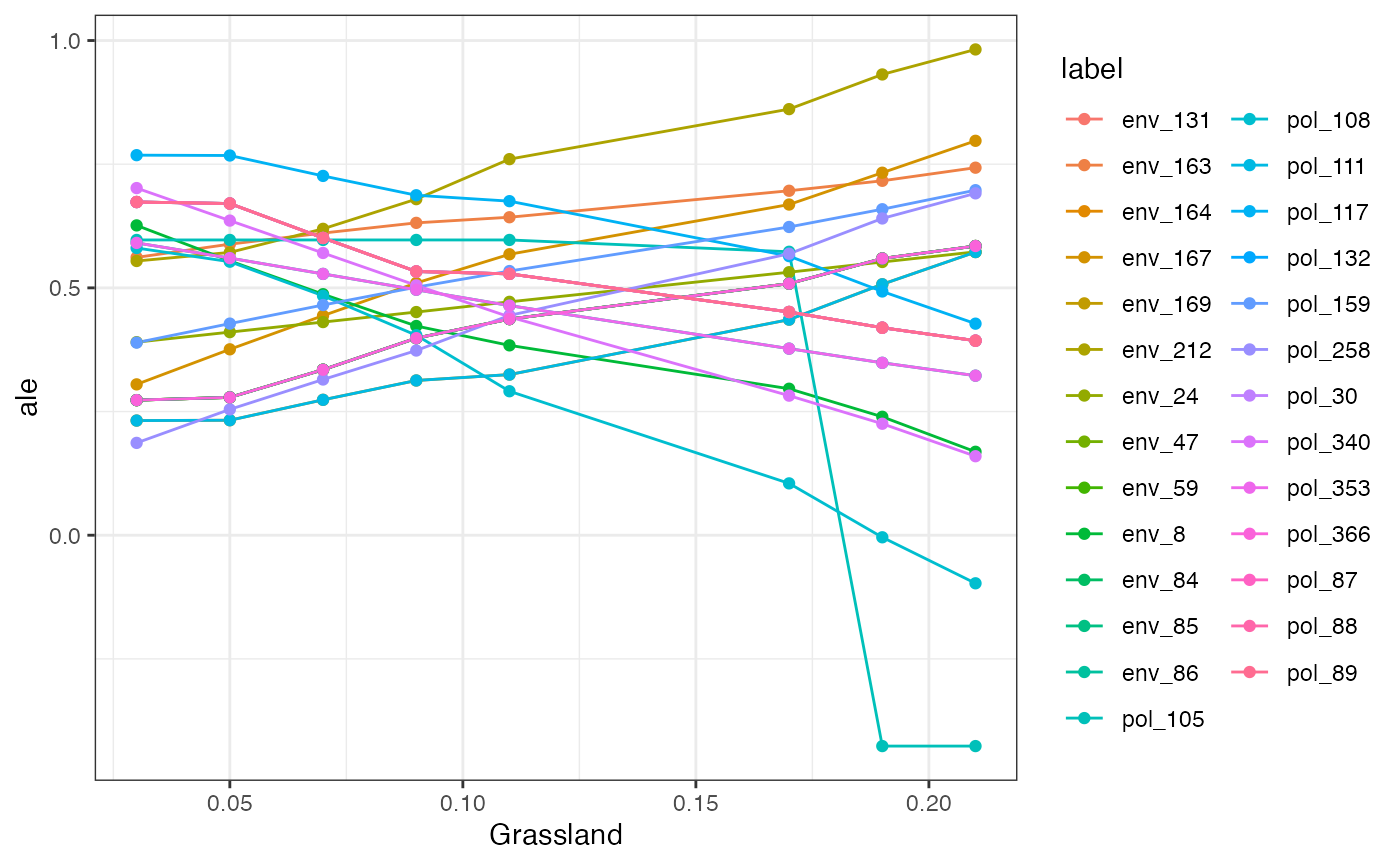 1.0
0.5
0.0
ale
0.05
0.10
0.15
0.20
Grassland
label
env_131
env_163
env_164
env_167
env_169
env_212
env_24
env_47
env_59
env_8
env_84
env_85
env_86
pol_105
pol_108
pol_111
pol_117
pol_132
pol_159
pol_258
pol_30
pol_340
pol_353
pol_366
pol_87
pol_88
pol_89